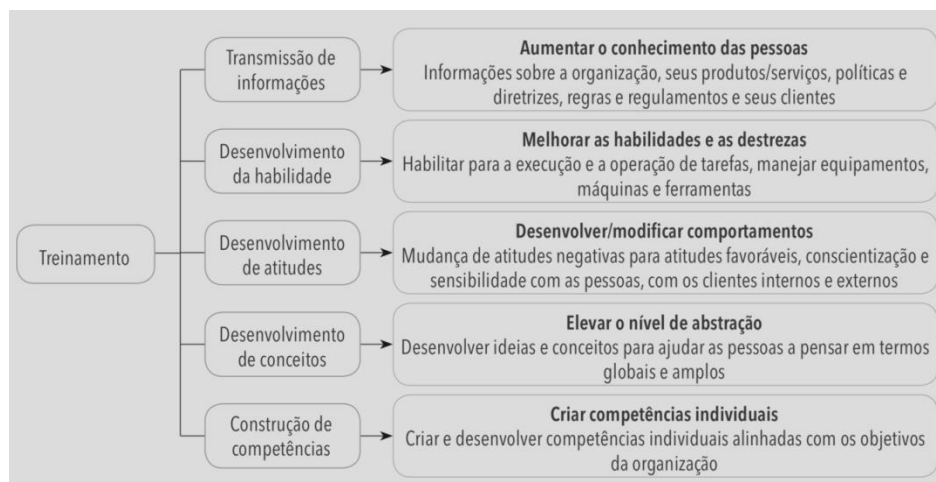 Treinamento
Transmissão de
informações
Aumentar o conhecimento das pessoas
Informações sobre a organização, seus produtos/serviços, políticas e
diretrizes, regras e regulamentos e seus clientes
Desenvolvimento
da habilidade
Melhorar as habilidades e as destrezas
Habilitar para a execução e a operação de tarefas, manejar equipamentos,
máquinas e ferramentas
Desenvolvimento
de atitudes
Desenvolver/modificar comportamentos
Mudança de atitudes negativas para atitudes favoráveis, conscientização e
sensibilidade com as pessoas, com os clientes internos e externos
Desenvolvimento
de conceitos
Elevar o nível de abstração
Desenvolver ideias e conceitos para ajudar as pessoas a pensar em termos
globais e amplos
Construção de
competências
Criar competências individuais
Criar e desenvolver competências individuais alinhadas com os objetivos
da organização